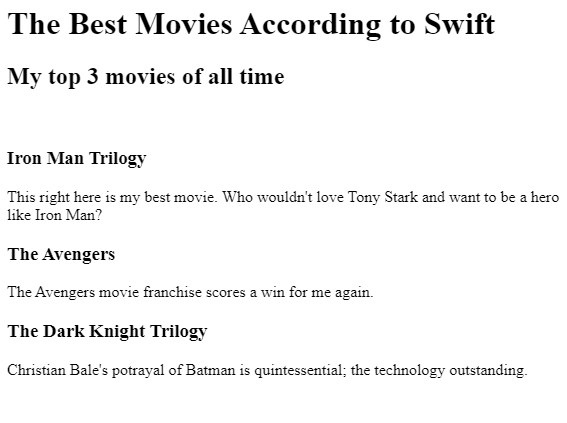 The Best Movies According to Swift
My top 3 movies of all time
Iron Man Trilogy
This right here is my best movie. Who wouldn't love Tony Stark and want to be a hero
like Iron Man?
The Avengers
The Avengers movie franchise scores a win for me again.
The Dark Knight Trilogy
Christian Bale's potrayal of Batman is quintessential; the technology outstanding.